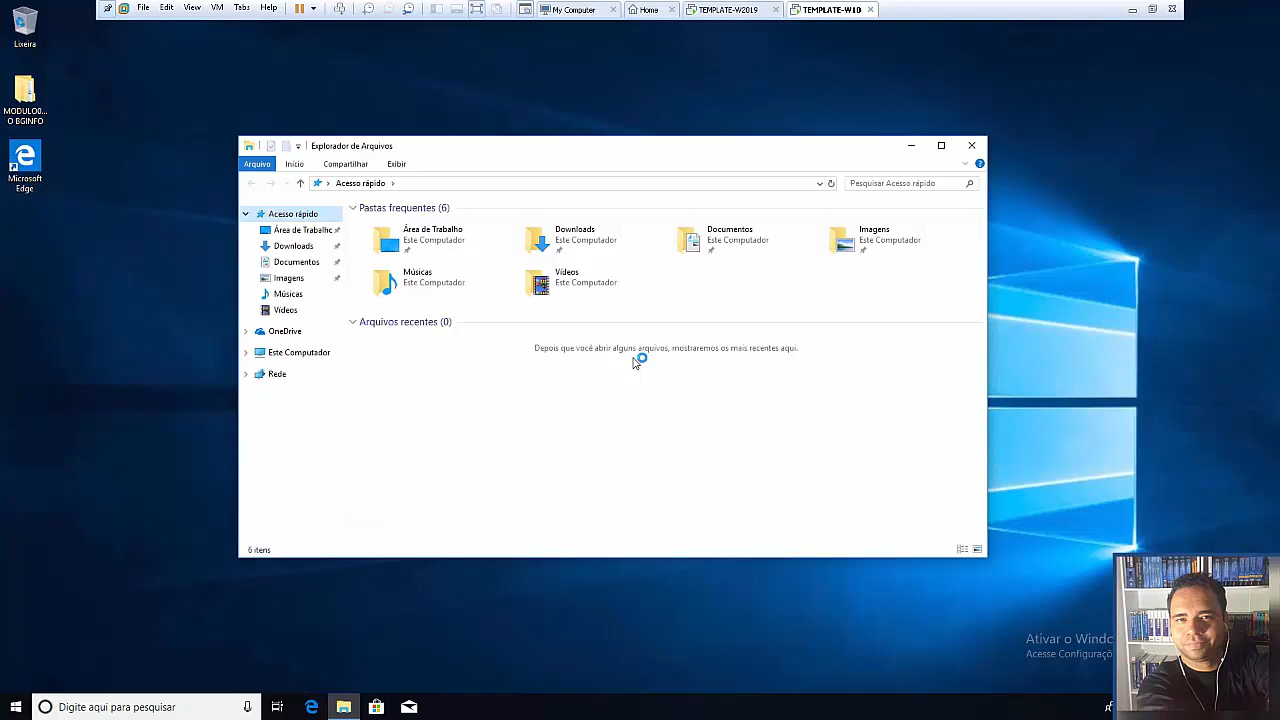 File Edit View VM Tabs Help
My Computer
Home
TEMPLATE-W2019
TEMPLATE-W10
Lixeira
MODULO0...
O BGINFO
Microsoft
Edge
Explorador de Arquivos
Arquivo Início Compartilhar Exibir
Acesso rápido
Pesquisar Acesso rápido
Acesso rápido
Área de Trabalhc
Downloads
Documentos
Imagens
Músicas
Vídeos
OneDrive
Este Computador
Rede
Pastas frequentes (6)
Área de Trabalho
Este Computador
Downloads
Este Computador
Documentos
Este Computador
Imagens
Este Computador
Músicas
Este Computador
Vídeos
Este Computador
Arquivos recentes (0)
Depois que você abrir alguns arquivos, mostraremos os mais recentes aqui.
6 itens
Ativar o Windo
Acesse Configuraçõ
Digite aqui para pesquisar